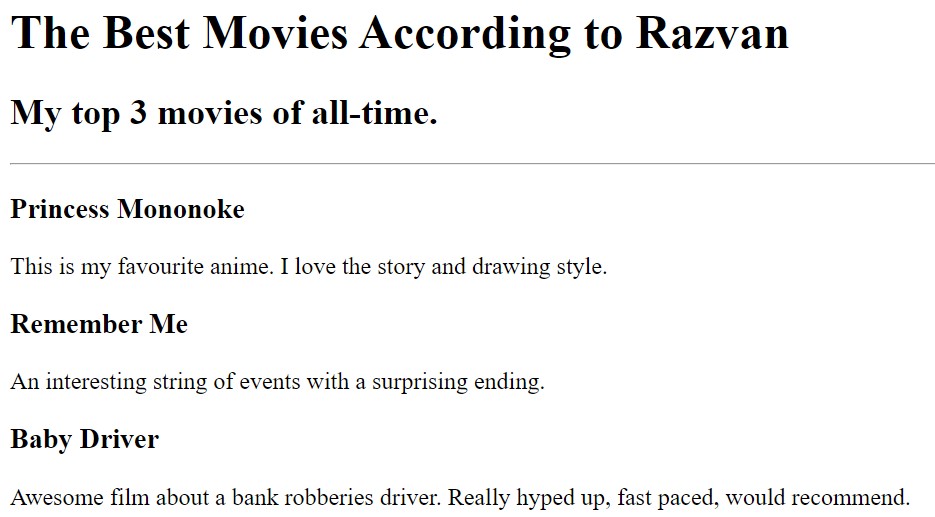 The Best Movies According to Razvan
My top 3 movies of all-time.
Princess Mononoke
This is my favourite anime. I love the story and drawing style.
Remember Me
An interesting string of events with a surprising ending.
Baby Driver
Awesome film about a bank robberies driver. Really hyped up, fast paced, would recommend.